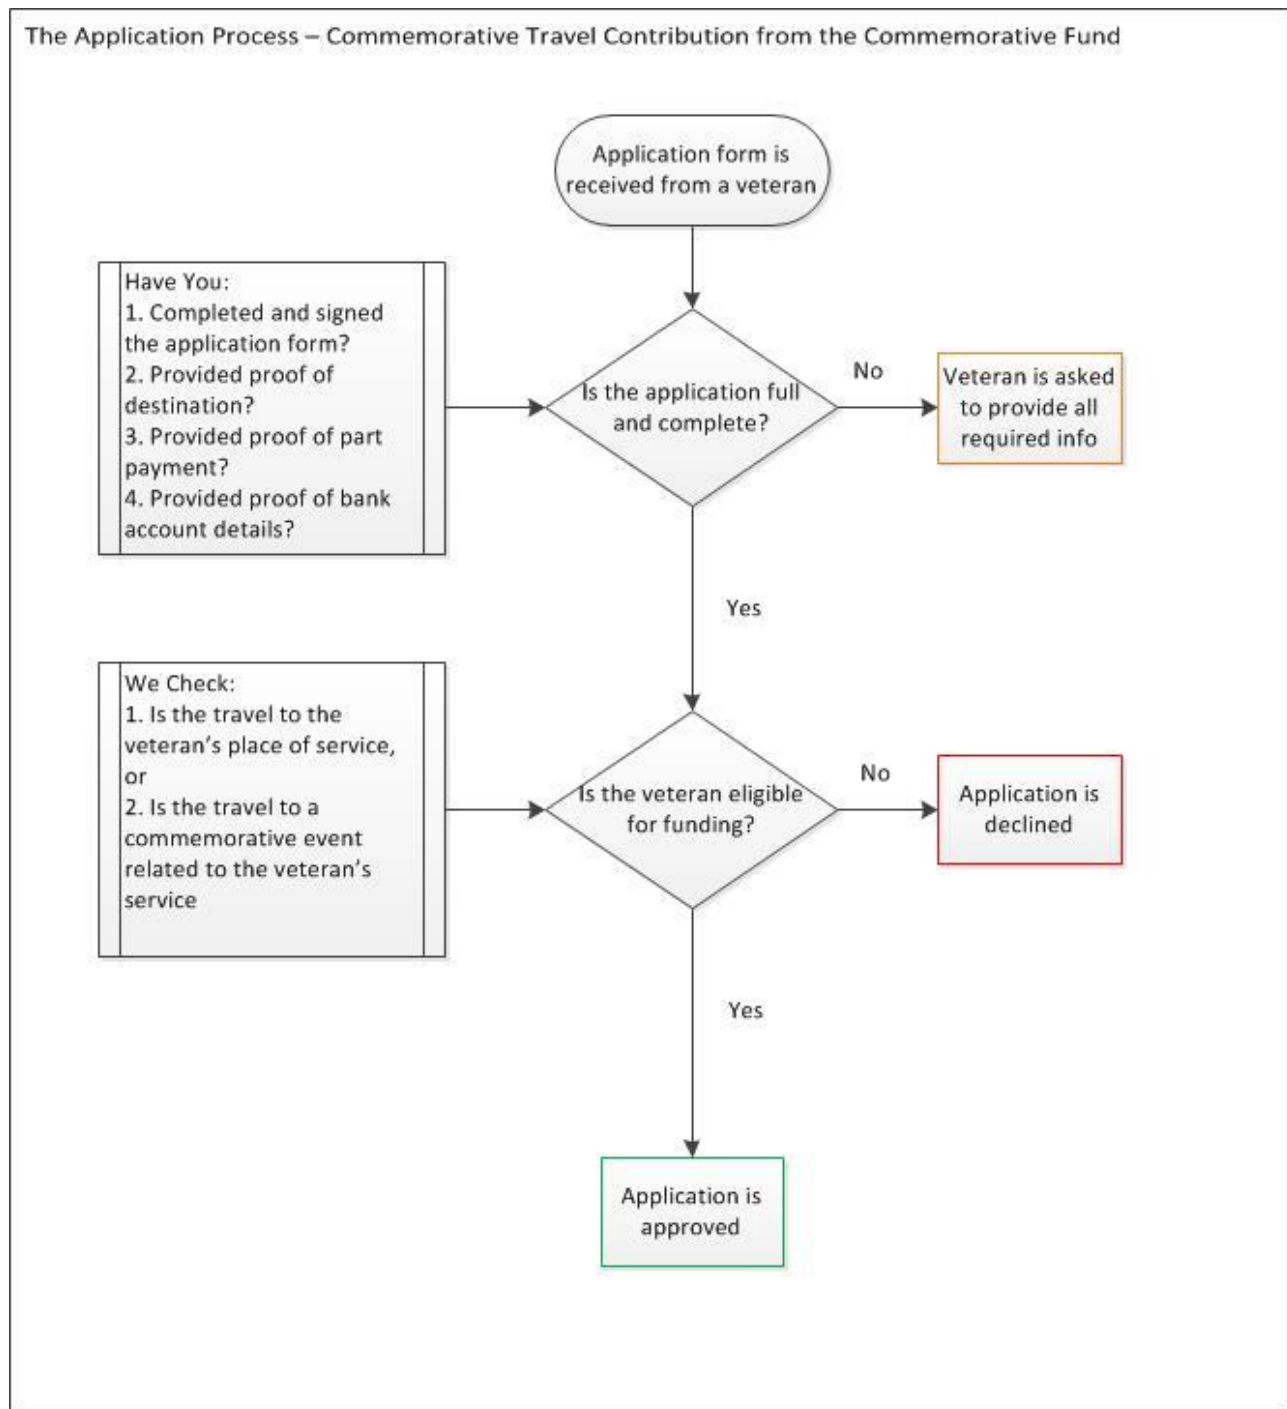 The Application Process – Commemorative Travel Contribution from the Commemorative Fund
Application form is
received from a veteran
Have You:
1. Completed and signed
the application form?
2. Provided proof of
destination?
3. Provided proof of part
payment?
4. Provided proof of bank
account details?
Is the application full
and complete?
No
Veteran is asked
to provide all
required info
Yes
We Check:
1. Is the travel to the
veteran’s place of service,
or
2. Is the travel to a
commemorative event
related to the veteran’s
service
Is the veteran eligible
for funding?
No
Application is
declined
Yes
Application is
approved